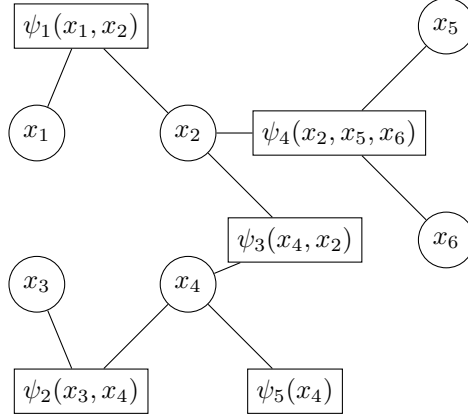 ψ₁(x₁, x₂)
x₅
x₁
x₂
ψ₄(x₂, x₅, x₆)
ψ₃(x₄, x₂)
x₆
x₃
x₄
ψ₂(x₃, x₄)
ψ₅(x₄)